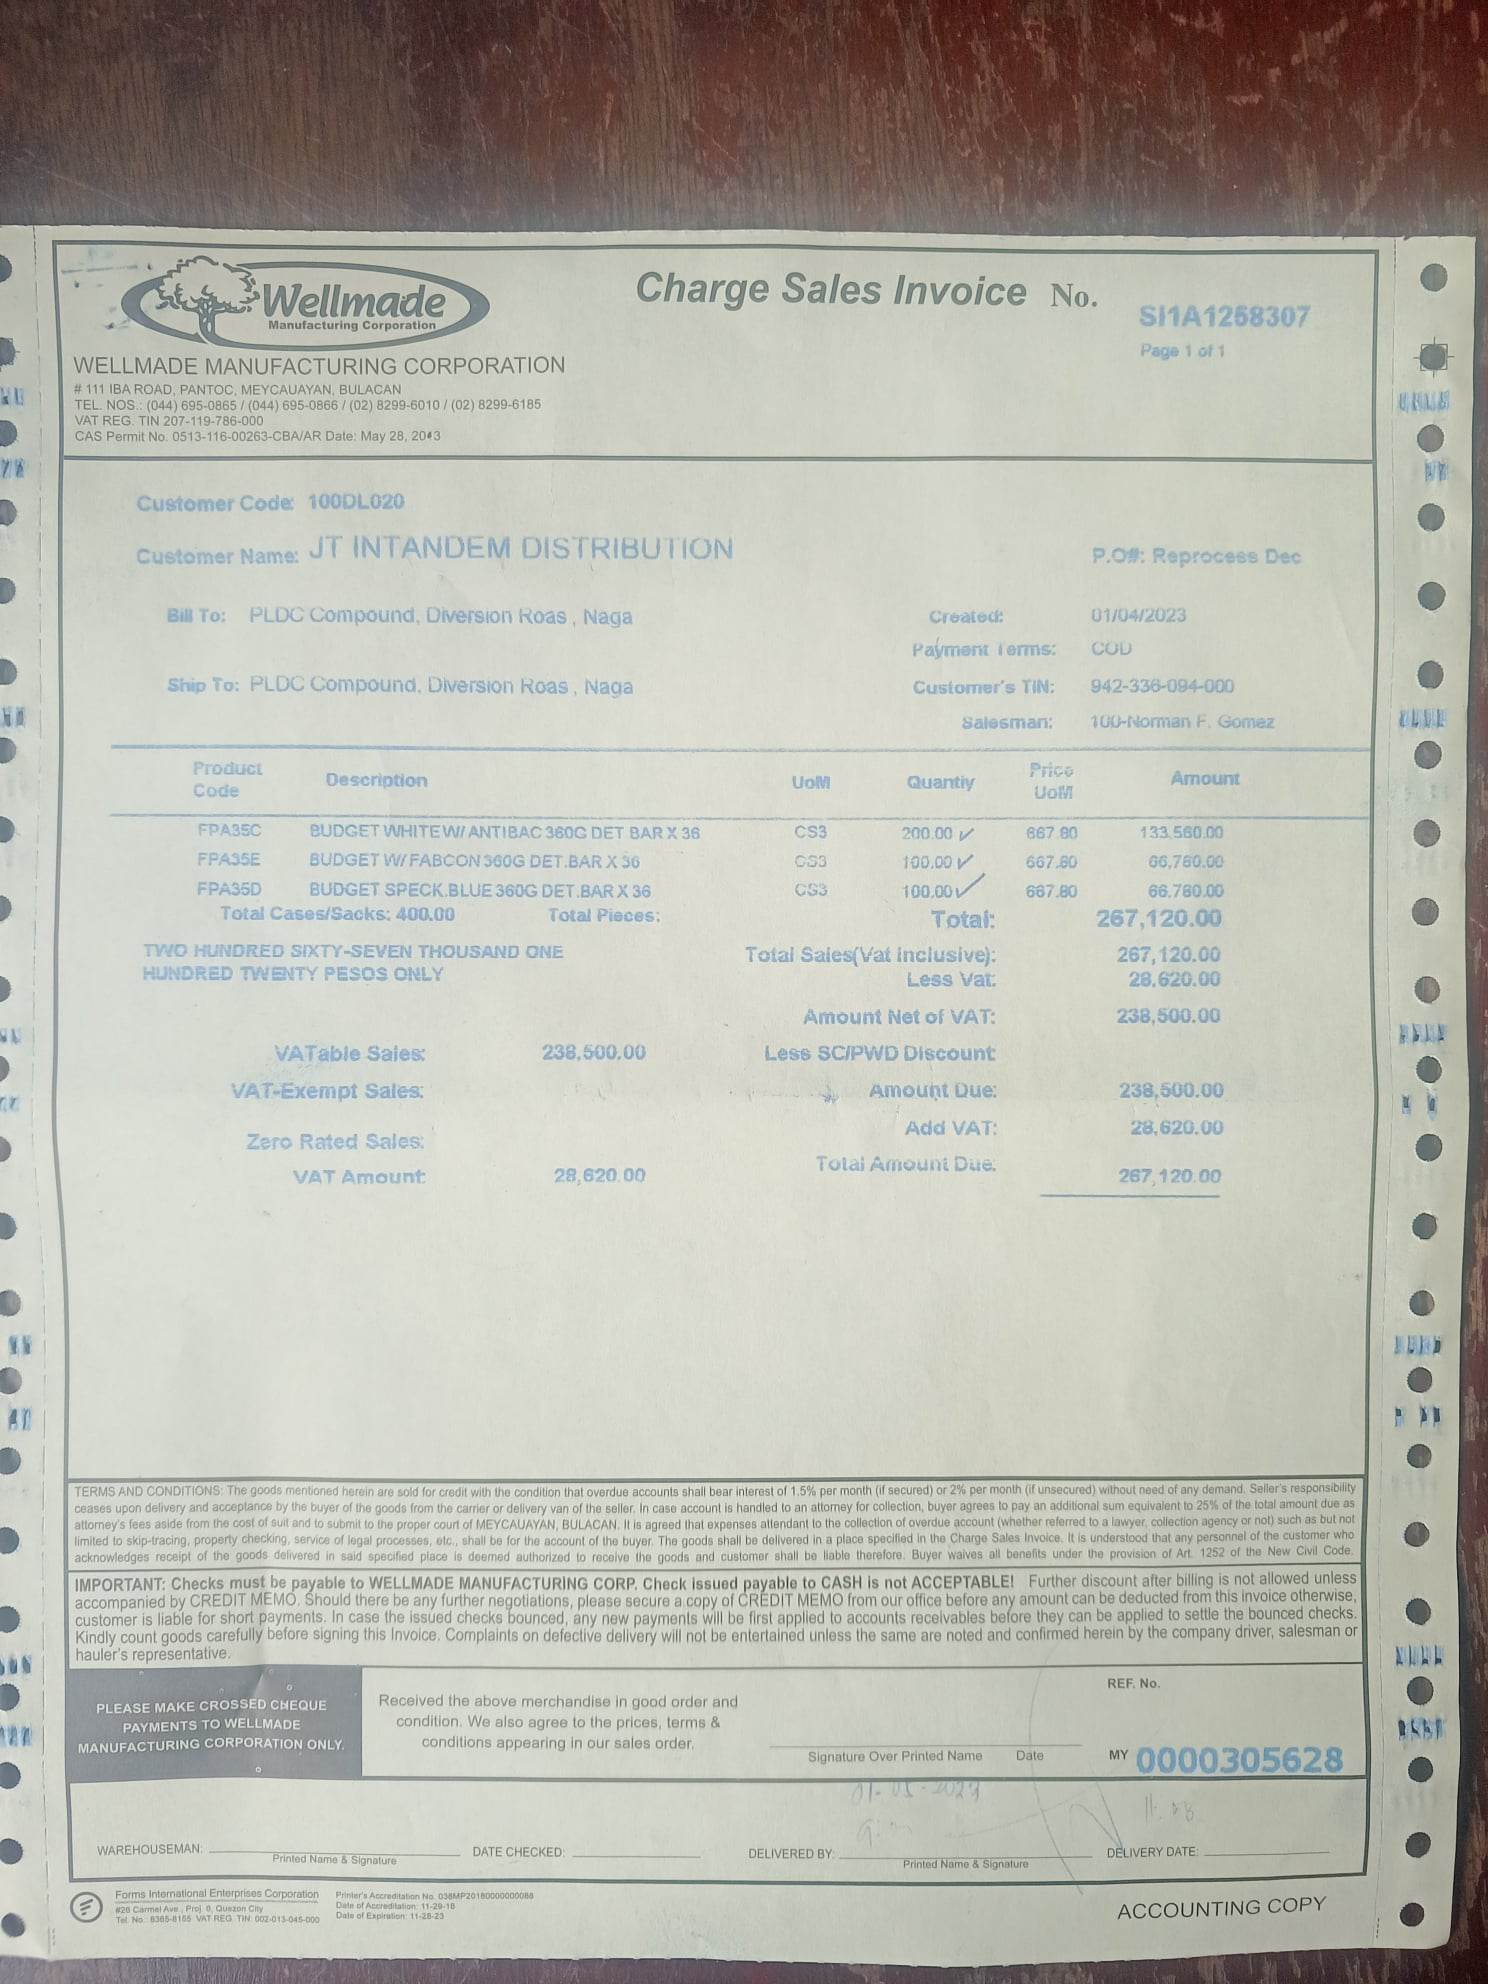 Wellmade
Manufacturing Corporation
Charge Sales Invoice No.
SI1A1258307
Page 1 of 1
WELLMADE MANUFACTURING CORPORATION
# 111 IBA ROAD, PANTOC, MEYCAUAYAN, BULACAN
TEL. NOS.: (044) 695-0865 / (044) 695-0866 / (02) 8299-6010 / (02) 8299-6185
VAT REG. TIN 207-119-786-000
CAS Permit No. 0513-116-00263-CBA/AR Date: May 28, 2013
Customer Code: 100DL020
Customer Name: JT INTANDEM DISTRIBUTION
P.O#: Reprocess Dec
Bill To: PLDC Compound, Diversion Roas , Naga
Created: 01/04/2023
Payment Terms: COD
Ship To: PLDC Compound, Diversion Roas , Naga
Customer's TIN: 942-336-094-000
Salesman: 100-Norman F. Gomez
Product Code Description UoM Quantiy Price UoM Amount
FPA35C BUDGET WHITE W/ ANTIBAC 360G DET BAR X 36 CS3 200.00 ✓ 667.80 133,560.00
FPA35E BUDGET W/ FABCON 360G DET.BAR X 36 CS3 100.00 ✓ 667.80 66,780.00
FPA35D BUDGET SPECK.BLUE 360G DET.BAR X 36 CS3 100.00 ✓ 667.80 66,780.00
Total Cases/Sacks: 400.00 Total Pieces: Total: 267,120.00
TWO HUNDRED SIXTY-SEVEN THOUSAND ONE
HUNDRED TWENTY PESOS ONLY
Total Sales(Vat Inclusive): 267,120.00
Less Vat: 28,620.00
Amount Net of VAT: 238,500.00
VATable Sales: 238,500.00 Less SC/PWD Discount:
VAT-Exempt Sales: Amount Due: 238,500.00
Zero Rated Sales: Add VAT: 28,620.00
VAT Amount: 28,620.00 Total Amount Due: 267,120.00
TERMS AND CONDITIONS: The goods mentioned herein are sold for credit with the condition that overdue accounts shall bear interest of 1.5% per month (if secured) or 2% per month (if unsecured) without need of any demand. Seller's responsibility
ceases upon delivery and acceptance by the buyer of the goods from the carrier or delivery van of the seller. In case account is handled to an attorney for collection, buyer agrees to pay an additional sum equivalent to 25% of the total amount due as
attorney's fees aside from the cost of suit and to submit to the proper court of MEYCAUAYAN, BULACAN. It is agreed that expenses attendant to the collection of overdue account (whether referred to a lawyer, collection agency or not) such as but not
limited to skip-tracing, property checking, service of legal processes, etc., shall be for the account of the buyer. The goods shall be delivered in a place specified in the Charge Sales Invoice. It is understood that any personnel of the customer who
acknowledges receipt of the goods delivered in said specified place is deemed authorized to receive the goods and customer shall be liable therefore. Buyer waives all benefits under the provision of Art. 1252 of the New Civil Code.
IMPORTANT: Checks must be payable to WELLMADE MANUFACTURING CORP. Check issued payable to CASH is not ACCEPTABLE! Further discount after billing is not allowed unless
accompanied by CREDIT MEMO. Should there be any further negotiations, please secure a copy of CREDIT MEMO from our office before any amount can be deducted from this invoice otherwise,
customer is liable for short payments. In case the issued checks bounced, any new payments will be first applied to accounts receivables before they can be applied to settle the bounced checks.
Kindly count goods carefully before signing this Invoice. Complaints on defective delivery will not be entertained unless the same are noted and confirmed herein by the company driver, salesman or
hauler's representative.
PLEASE MAKE CROSSED CHEQUE
PAYMENTS TO WELLMADE
MANUFACTURING CORPORATION ONLY.
Received the above merchandise in good order and
condition. We also agree to the prices, terms &
conditions appearing in our sales order.
Signature Over Printed Name Date
REF. No.
MY 0000305628
01-05-2023
WAREHOUSEMAN:
Printed Name & Signature
DATE CHECKED:
DELIVERED BY:
Printed Name & Signature
DELIVERY DATE:
Forms International Enterprises Corporation
#28 Carmel Ave., Proj. 6, Quezon City
Tel. No. 8365-8165 VAT REG. TIN: 002-013-045-000
Printer's Accreditation No. 038MP20180000000088
Date of Accreditation: 11-29-18
Date of Expiration: 11-28-23
ACCOUNTING COPY